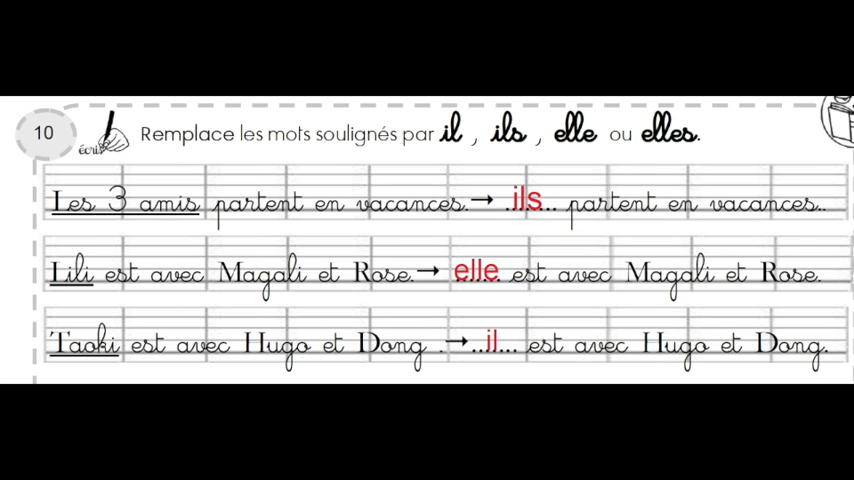 10 écris Remplace les mots soulignés par il , ils , elle ou elles.
Les 3 amis partent en vacances.→ ..ils.. partent en vacances..
Lili est avec Magali et Rose.→ elle... est avec Magali et Rose.
Taoki est avec Hugo et Dong .→..il... est avec Hugo et Dong.